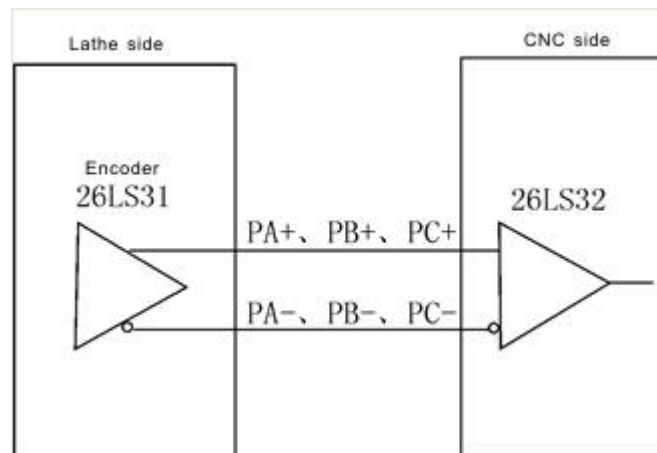 Lathe side
CNC side
Encoder
26LS31
26LS32
PA+、PB+、PC+
PA-、PB-、PC-